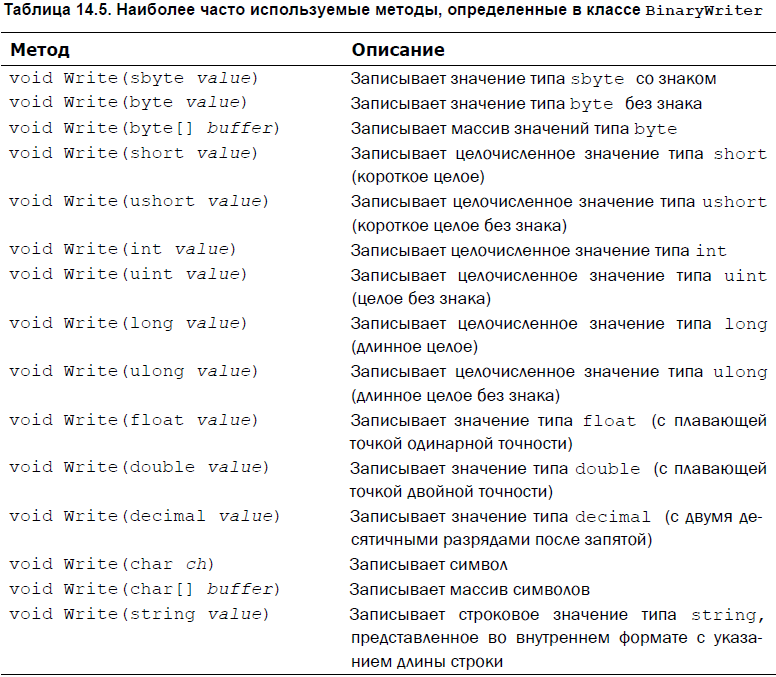 Таблица 14.5. Наиболее часто используемые методы, определенные в классе BinaryWriter
Метод Описание
void Write(sbyte value) Записывает значение типа sbyte со знаком
void Write(byte value) Записывает значение типа byte без знака
void Write(byte[] buffer) Записывает массив значений типа byte
void Write(short value) Записывает целочисленное значение типа short
(короткое целое)
void Write(ushort value) Записывает целочисленное значение типа ushort
(короткое целое без знака)
void Write(int value) Записывает целочисленное значение типа int
void Write(uint value) Записывает целочисленное значение типа uint
(целое без знака)
void Write(long value) Записывает целочисленное значение типа long
(длинное целое)
void Write(ulong value) Записывает целочисленное значение типа ulong
(длинное целое без знака)
void Write(float value) Записывает значение типа float (с плавающей
точкой одинарной точности)
void Write(double value) Записывает значение типа double (с плавающей
точкой двойной точности)
void Write(decimal value) Записывает значение типа decimal (с двумя де-
сятичными разрядами после запятой)
void Write(char ch) Записывает символ
void Write(char[] buffer) Записывает массив символов
void Write(string value) Записывает строковое значение типа string,
представленное во внутреннем формате с указа-
нием длины строки